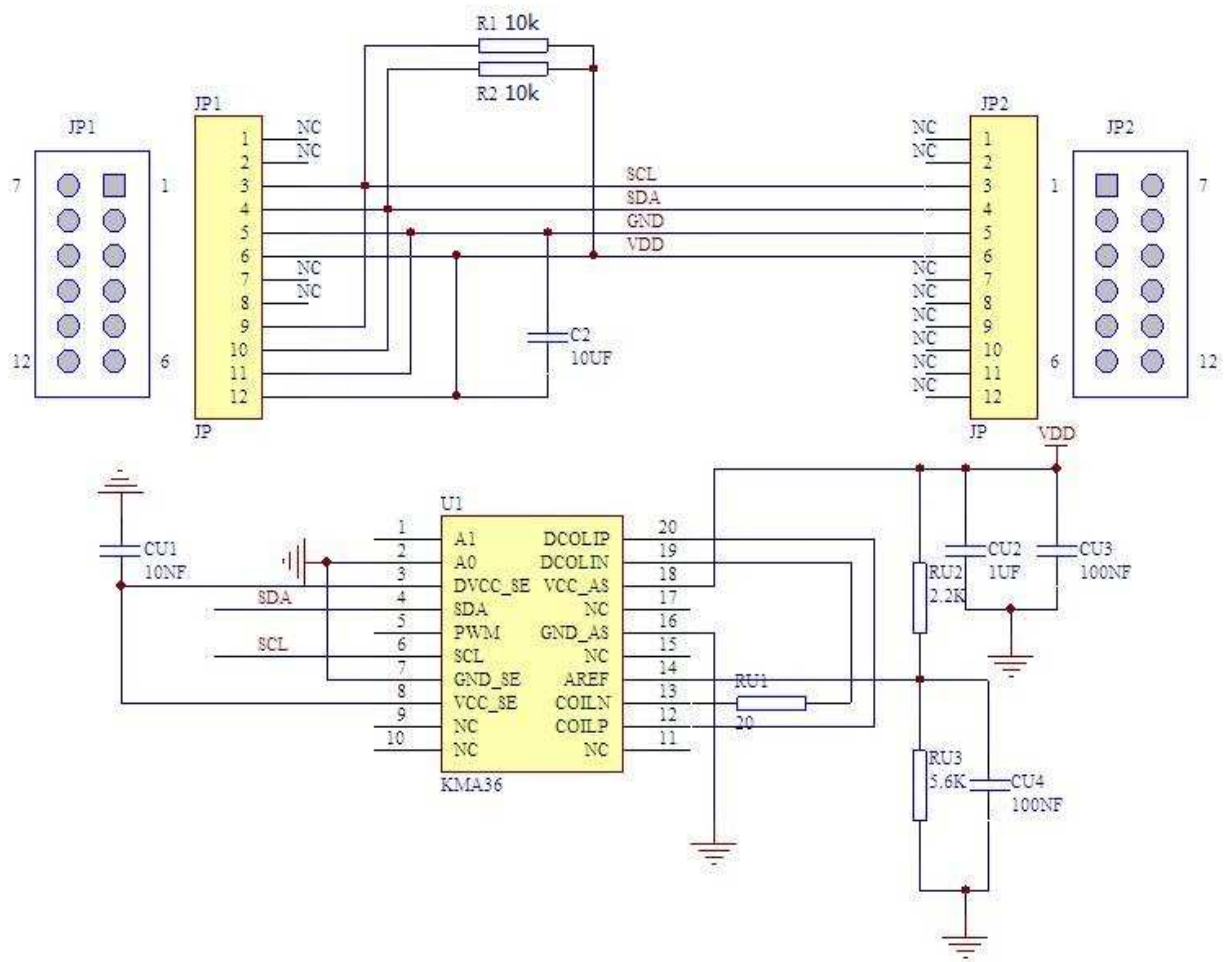 R1 10k
R2 10k
JP1
JP1
7
1
12
6
1 NC
2 NC
3
4
5
6
7 NC
8 NC
9
10
11
12
JP
SCL
SDA
GND
VDD
C2
10UF
JP2
JP2
NC 1
NC 2
3
4
5
6
NC 7
NC 8
NC 9
NC 10
NC 11
NC 12
JP
1
7
6
12
VDD
CU1
10NF
SDA
SCL
U1
1 A1
2 A0
3 DVCC_SE
4 SDA
5 PWM
6 SCL
7 GND_SE
8 VCC_SE
9 NC
10 NC
DCOLIP 20
DCOLIN 19
VCC_AS 18
NC 17
GND_AS 16
NC 15
AREF 14
COILN 13
COILP 12
NC 11
KMA36
RU1
20
RU2
2.2K
CU2
1UF
CU3
100NF
RU3
5.6K
CU4
100NF